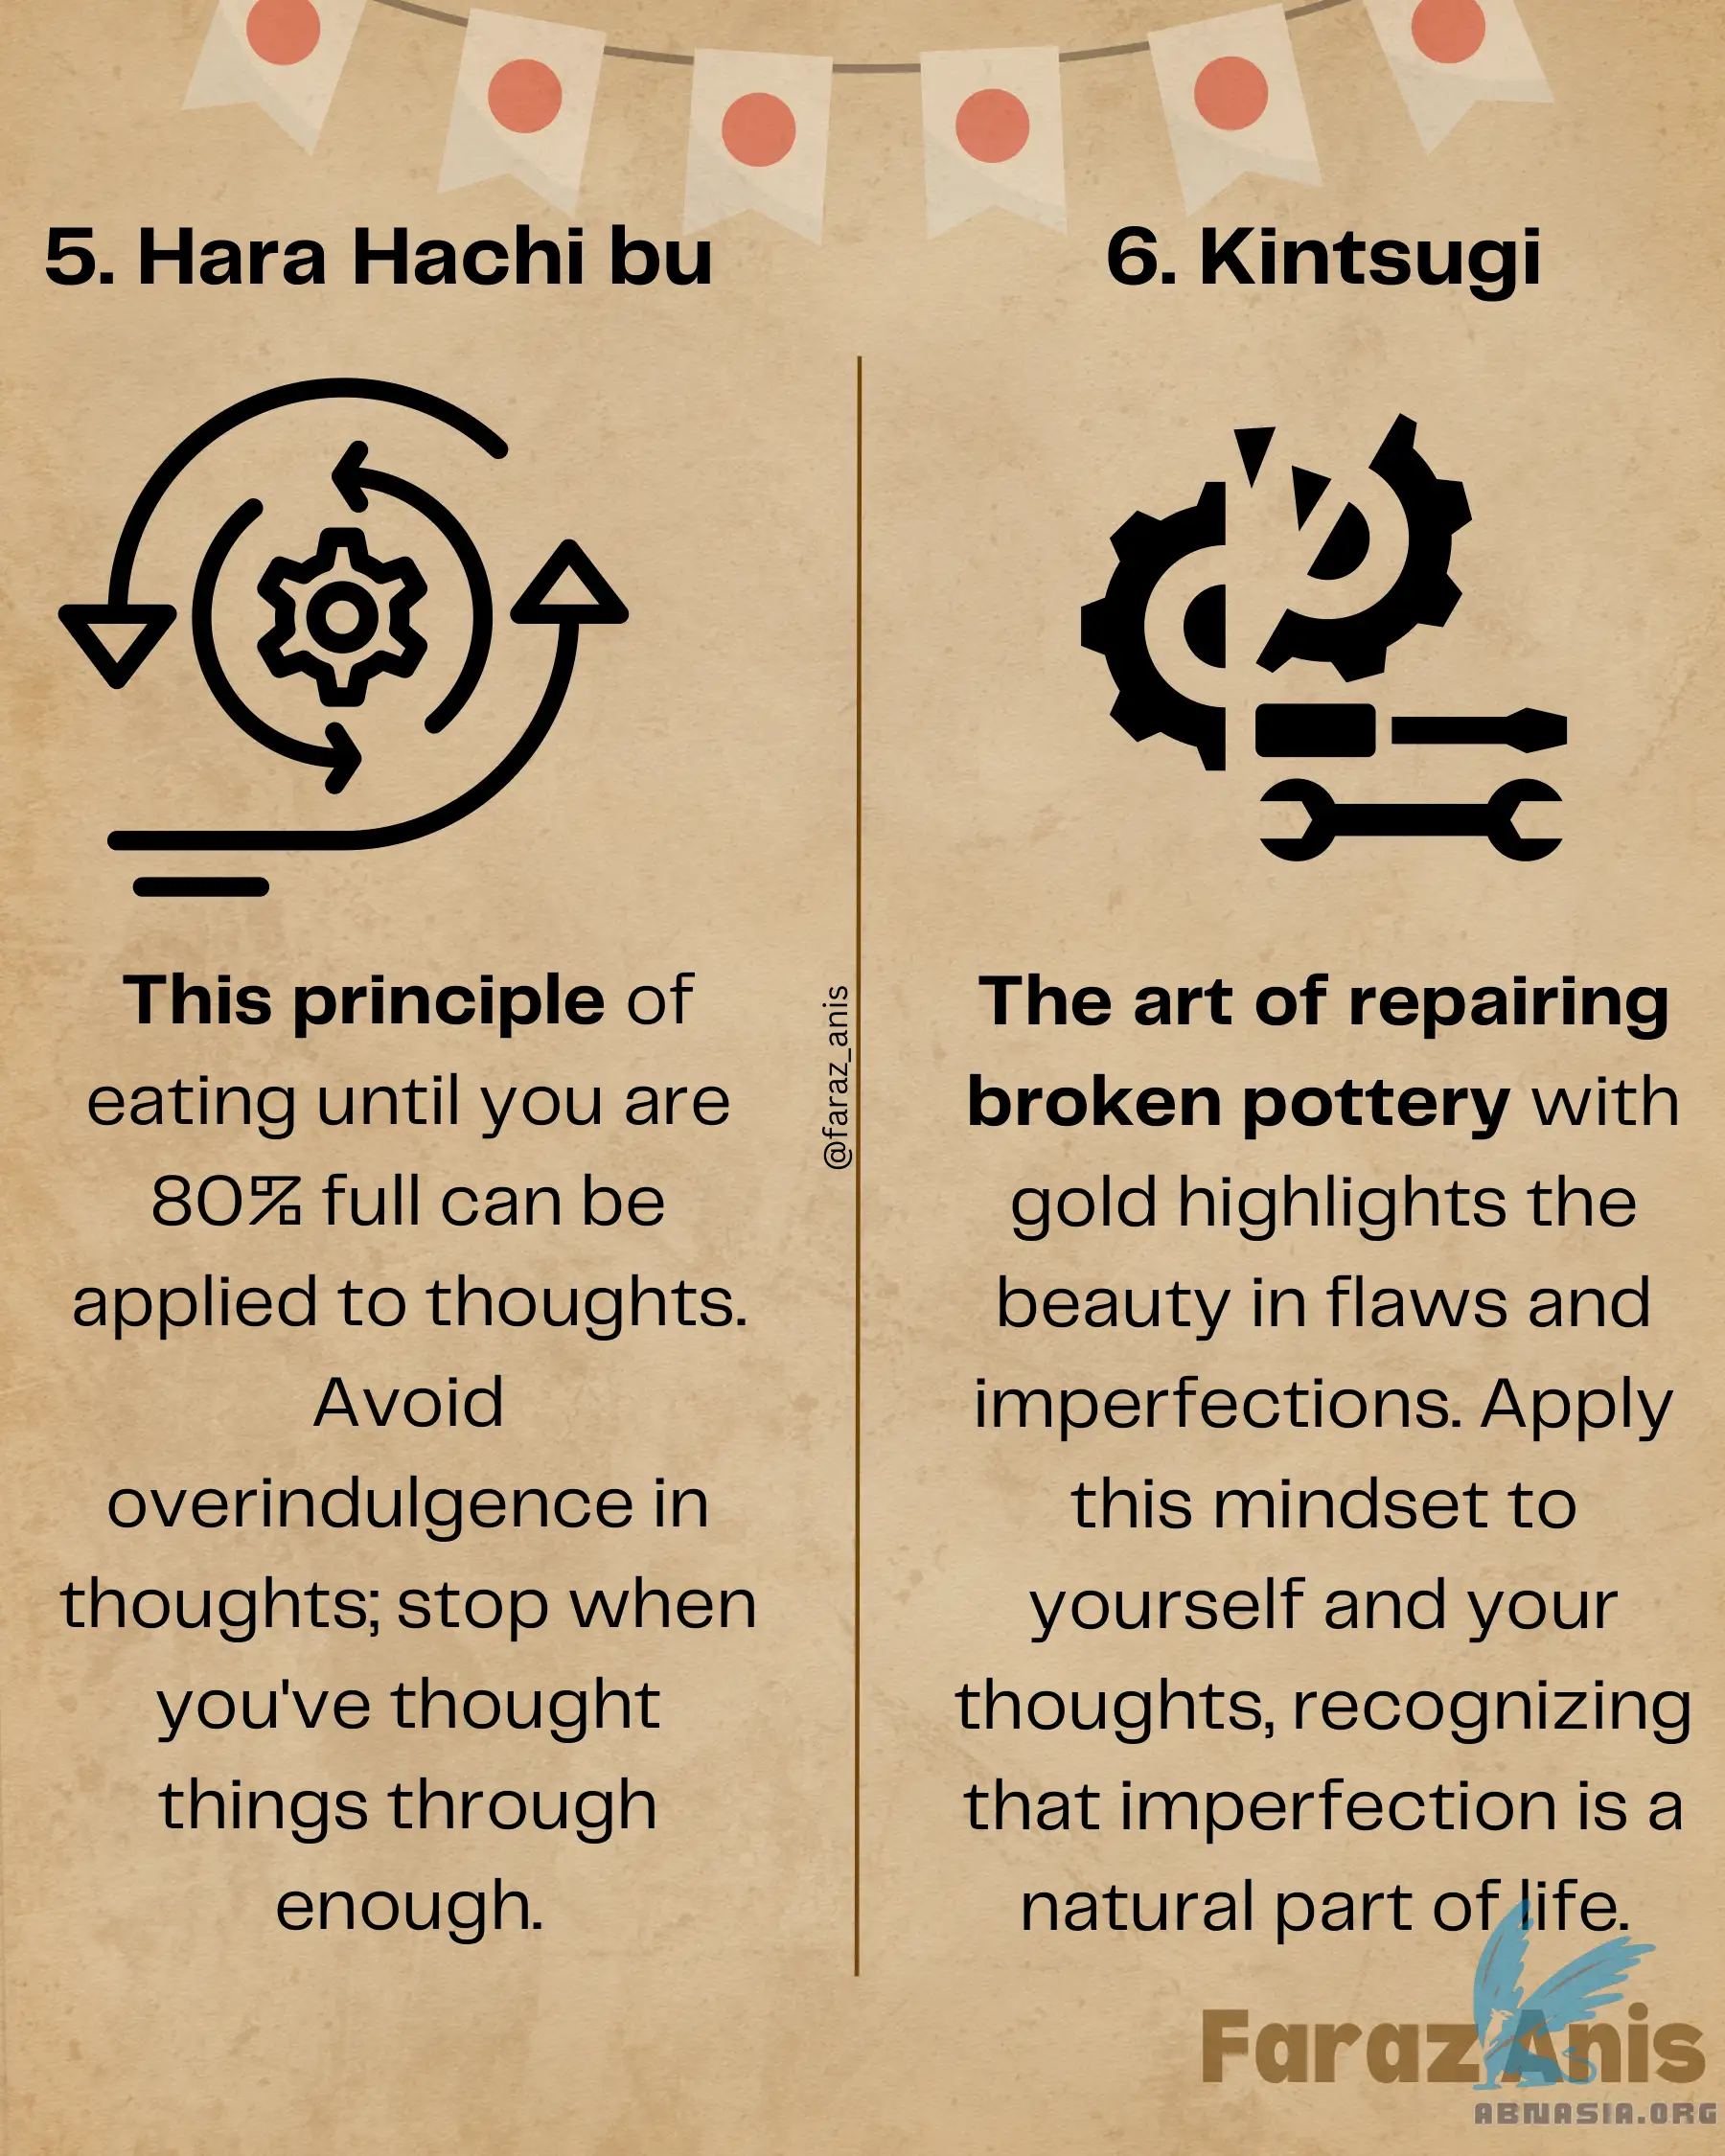 5. Hara Hachi bu
This principle of
eating until you are
80% full can be
applied to thoughts.
Avoid
overindulgence in
thoughts; stop when
you've thought
things through
enough.
@faraz_anis
6. Kintsugi
The art of repairing
broken pottery with
gold highlights the
beauty in flaws and
imperfections. Apply
this mindset to
yourself and your
thoughts, recognizing
that imperfection is a
natural part of life.
Faraz Anis
ABNASIA.ORG